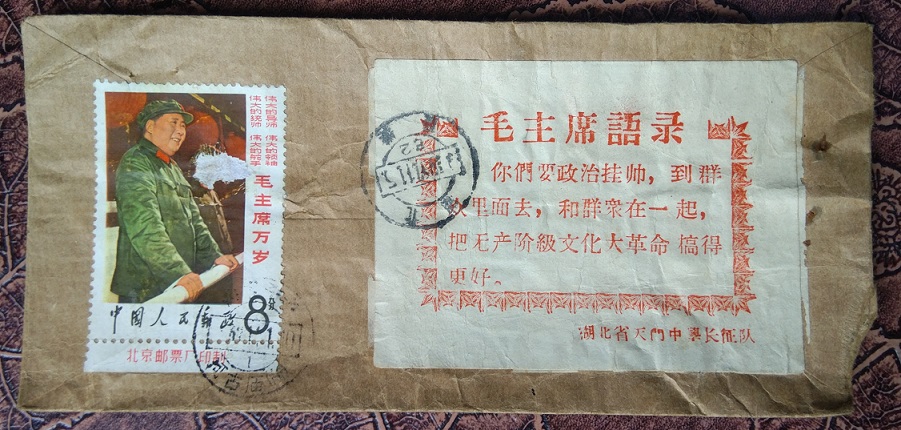 伟大的导师 伟大的领袖
伟大的统帅 伟大的舵手
毛主席万岁
中国人民邮政
8分
北京邮票厂印制
毛主席語录
你們要政治挂帅，到群
众里面去，和群衆在一起，
把无产阶級文化大革命 搞得
更好。
湖北省天門中學长征队